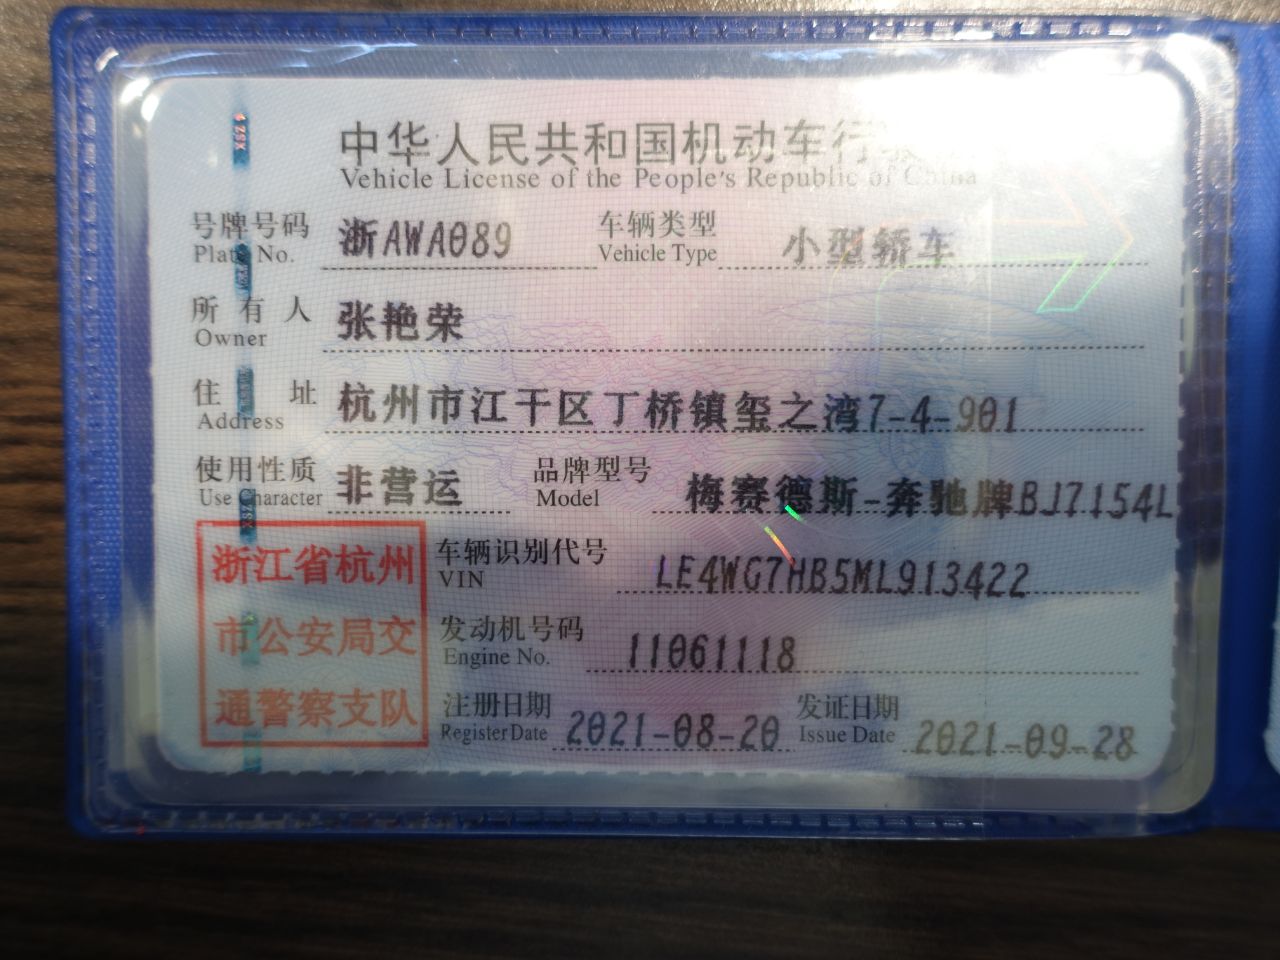 中华人民共和国机动车行
Vehicle License of the People's Republic of China
号牌号码 浙AWA089 车辆类型 小型轿车
Plate No. Vehicle Type
所有人 张艳荣
Owner
住址 杭州市江干区丁桥镇玺之湾7-4-901
Address
使用性质 非营运 品牌型号 梅赛德斯-奔驰牌BJ7154L
Use Character Model
浙江省杭州
市公安局交
通警察支队
车辆识别代号 LE4WG7HB5ML913422
VIN
发动机号码 11061118
Engine No.
注册日期 2021-08-20 发证日期 2021-09-28
Register Date Issue Date